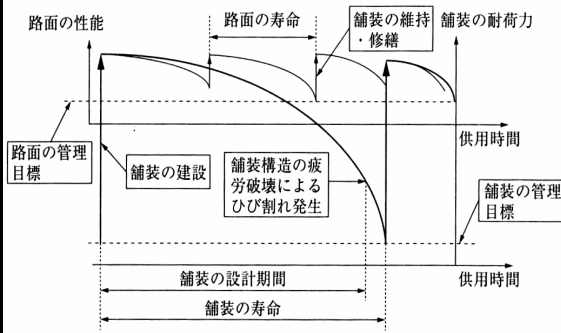 路面の性能
路面の寿命
舗装の維持
・修繕
舗装の耐荷力
供用時間
路面の管理
目標
舗装の建設
舗装構造の疲
労破壊による
ひび割れ発生
舗装の管理
目標
供用時間
舗装の設計期間
舗装の寿命